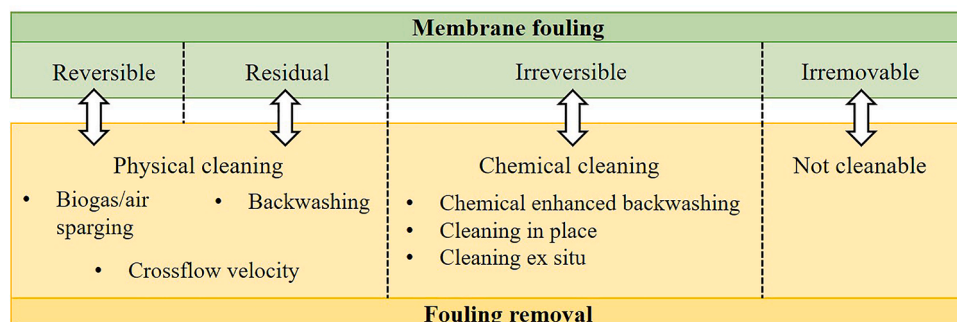 Membrane fouling
Reversible
Residual
Irreversible
Irremovable
Physical cleaning
• Biogas/air
sparging
• Backwashing
• Crossflow velocity
Chemical cleaning
• Chemical enhanced backwashing
• Cleaning in place
• Cleaning ex situ
Not cleanable
Fouling removal